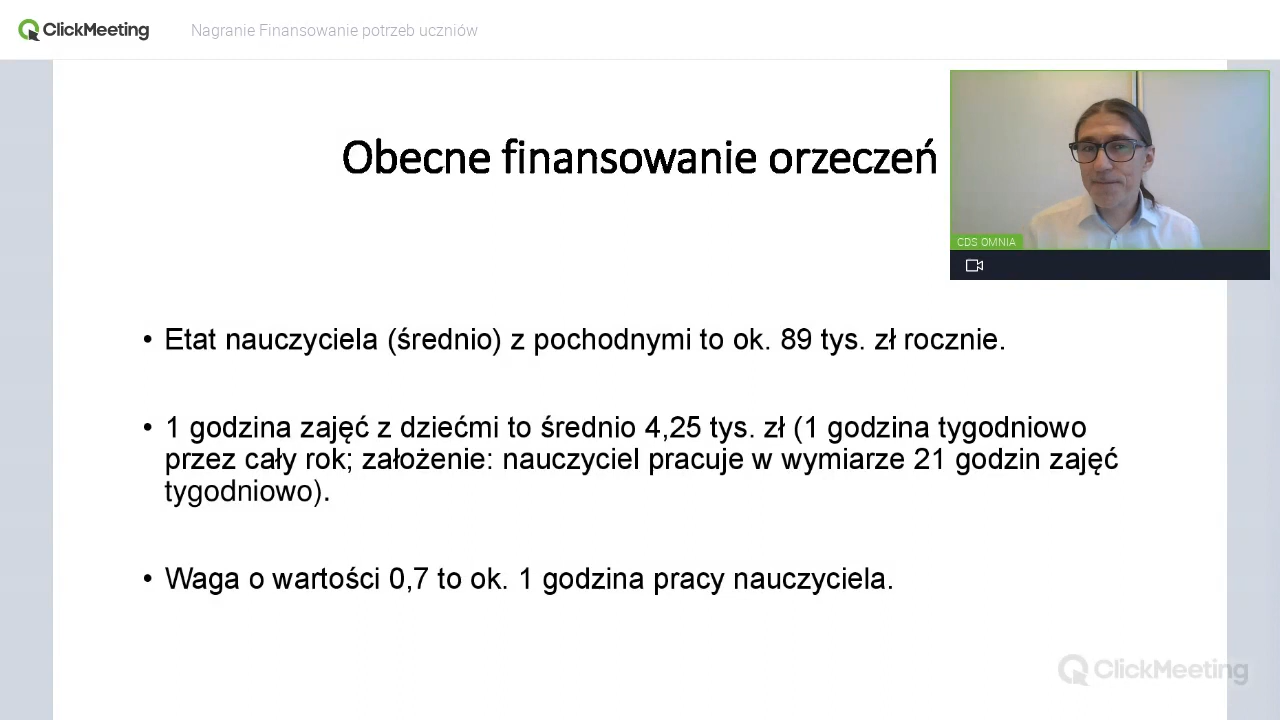 ClickMeeting
Nagranie Finansowanie potrzeb uczniów
Obecne finansowanie orzeczeń
CDS OMNIA
• Etat nauczyciela (średnio) z pochodnymi to ok. 89 tys. zł rocznie.
• 1 godzina zajęć z dziećmi to średnio 4,25 tys. zł (1 godzina tygodniowo
przez cały rok; założenie: nauczyciel pracuje w wymiarze 21 godzin zajęć
tygodniowo).
• Waga o wartości 0,7 to ok. 1 godzina pracy nauczyciela.
ClickMeeting